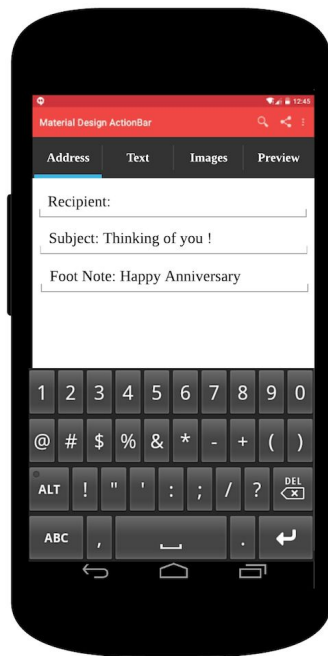 12:45
Material Design ActionBar
Address Text Images Preview
Recipient:
Subject: Thinking of you !
Foot Note: Happy Anniversary
1 2 3 4 5 6 7 8 9 0
@ # $ % & * - + ( )
ALT ! " ' : ; / ? DEL
ABC , .